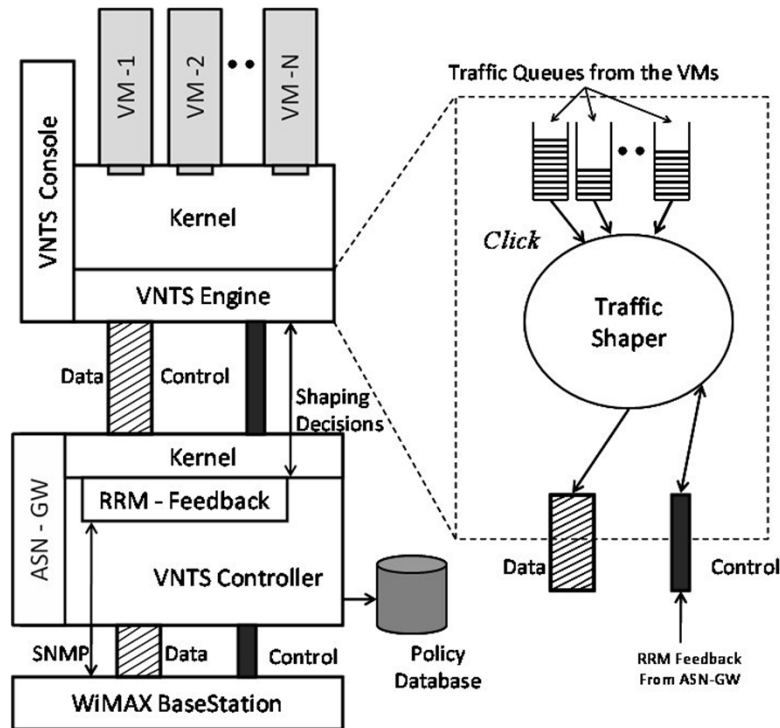 VM -1
VM -2
VM -N
VNTS Console
Kernel
VNTS Engine
Data
Control
Shaping
Decisions
ASN - GW
Kernel
RRM - Feedback
VNTS Controller
SNMP
Data
Control
WiMAX BaseStation
Policy
Database
Traffic Queues from the VMs
Click
Traffic
Shaper
Data
Control
RRM Feedback
From ASN-GW